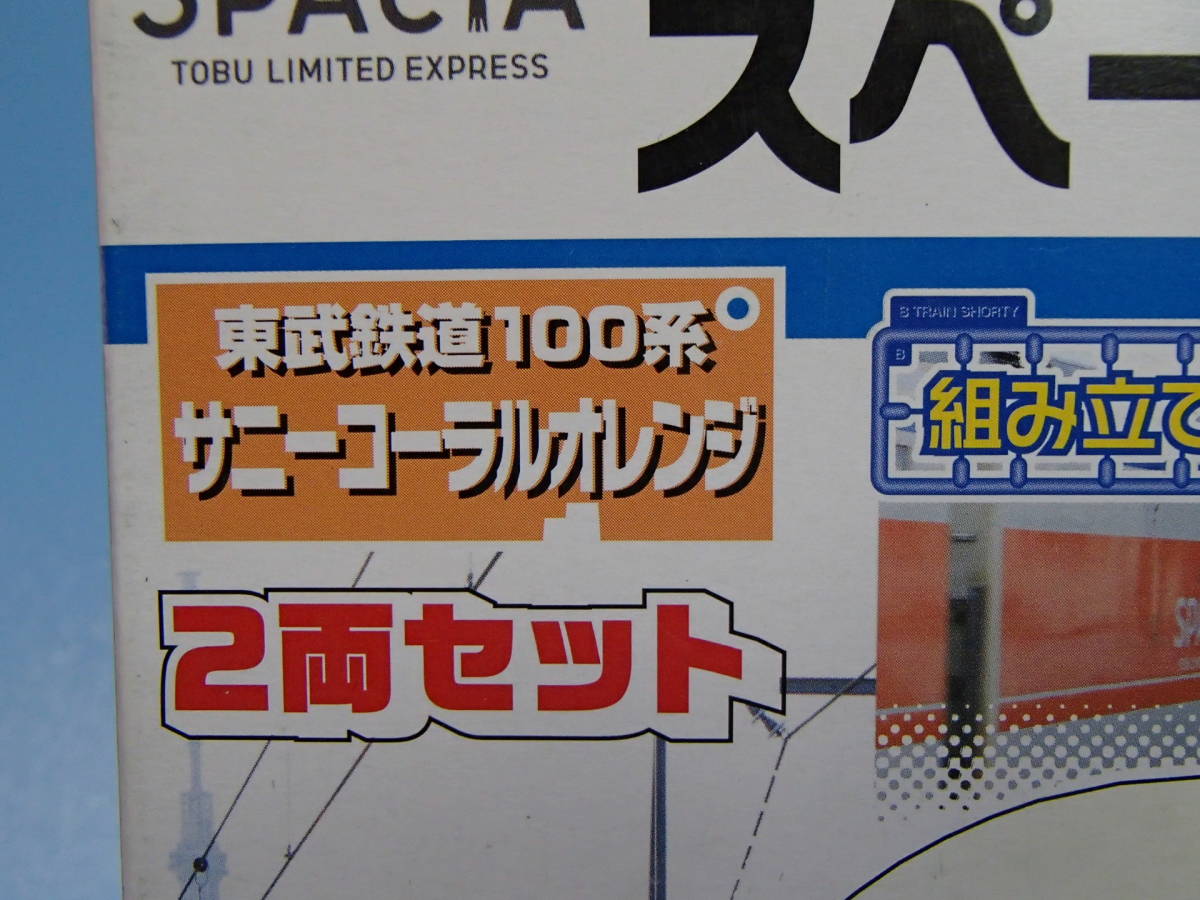 SPACIA
TOBU LIMITED EXPRESS
スペー
東武鉄道100系
サニーコーラルオレンジ
B TRAIN SHORTY
B
組み立て
2両セット
SP